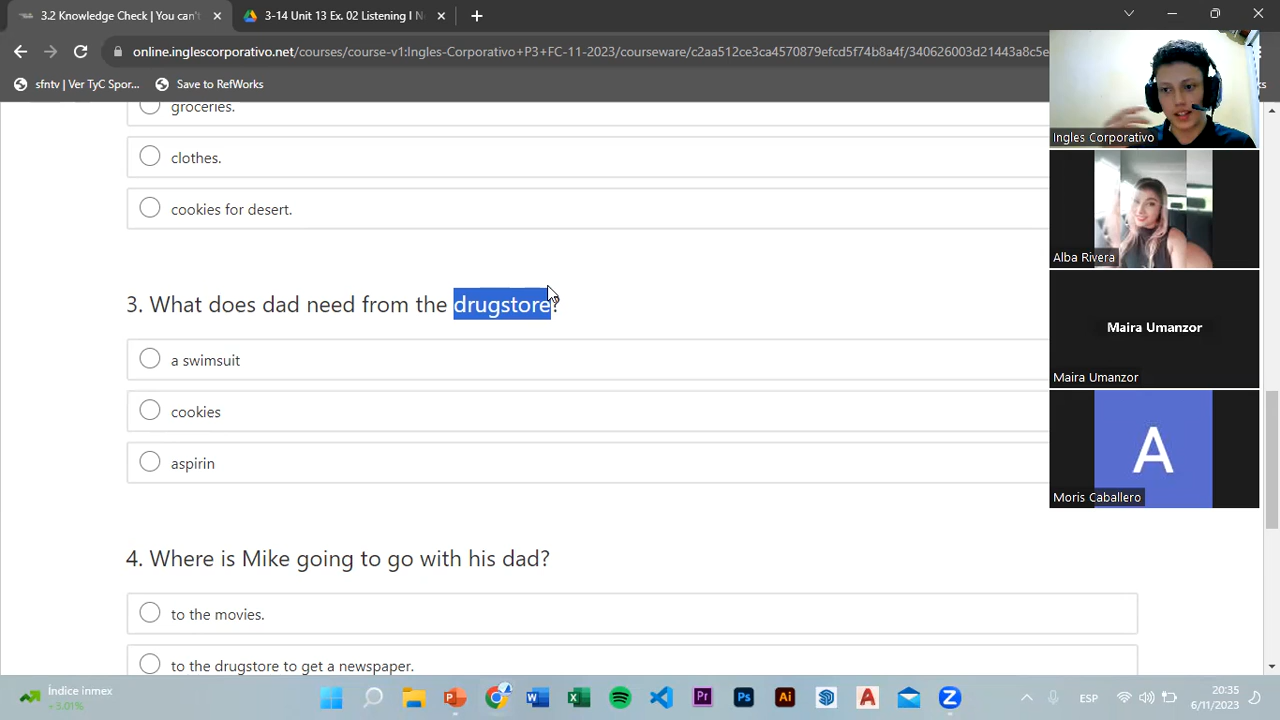 3.2 Knowledge Check | You can't
3-14 Unit 13 Ex. 02 Listening I N
online.inglescorporativo.net/courses/course-v1:Ingles-Corporativo+P3+FC-11-2023/courseware/c2aa512ce3ca4570879efcd5f74b8a4f/340626003d21443a8c5e
sfntv | Ver TyC Spor...
Save to RefWorks
groceries.
clothes.
cookies for desert.
3. What does dad need from the drugstore?
a swimsuit
cookies
aspirin
4. Where is Mike going to go with his dad?
to the movies.
to the drugstore to get a newspaper.
Ingles Corporativo
Alba Rivera
Maira Umanzor
Maira Umanzor
A
Moris Caballero
Índice inmex
+3.01%
ESP
20:35
6/11/2023